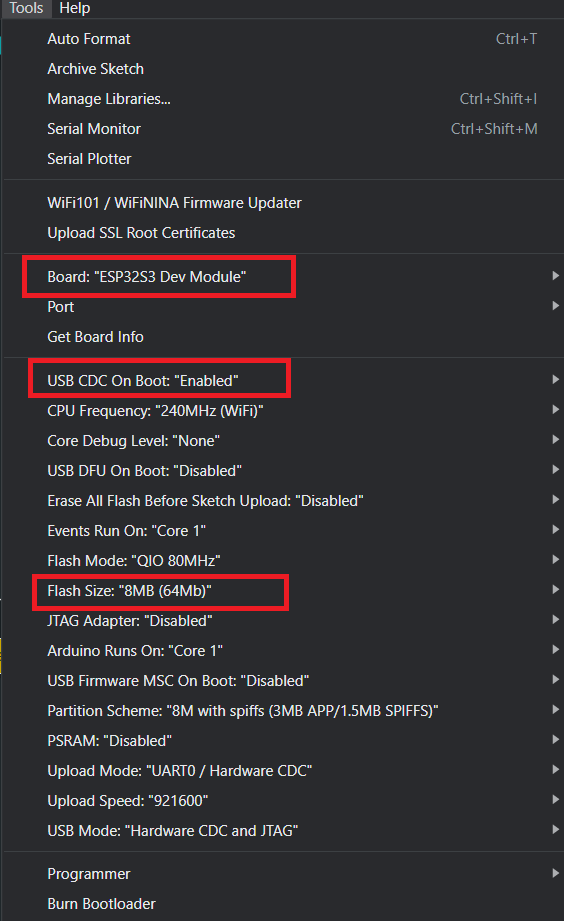 Tools Help
Auto Format Ctrl+T
Archive Sketch
Manage Libraries... Ctrl+Shift+I
Serial Monitor Ctrl+Shift+M
Serial Plotter
WiFi101 / WiFiNINA Firmware Updater
Upload SSL Root Certificates
Board: "ESP32S3 Dev Module"
Port
Get Board Info
USB CDC On Boot: "Enabled"
CPU Frequency: "240MHz (WiFi)"
Core Debug Level: "None"
USB DFU On Boot: "Disabled"
Erase All Flash Before Sketch Upload: "Disabled"
Events Run On: "Core 1"
Flash Mode: "QIO 80MHz"
Flash Size: "8MB (64Mb)"
JTAG Adapter: "Disabled"
Arduino Runs On: "Core 1"
USB Firmware MSC On Boot: "Disabled"
Partition Scheme: "8M with spiffs (3MB APP/1.5MB SPIFFS)"
PSRAM: "Disabled"
Upload Mode: "UART0 / Hardware CDC"
Upload Speed: "921600"
USB Mode: "Hardware CDC and JTAG"
Programmer
Burn Bootloader